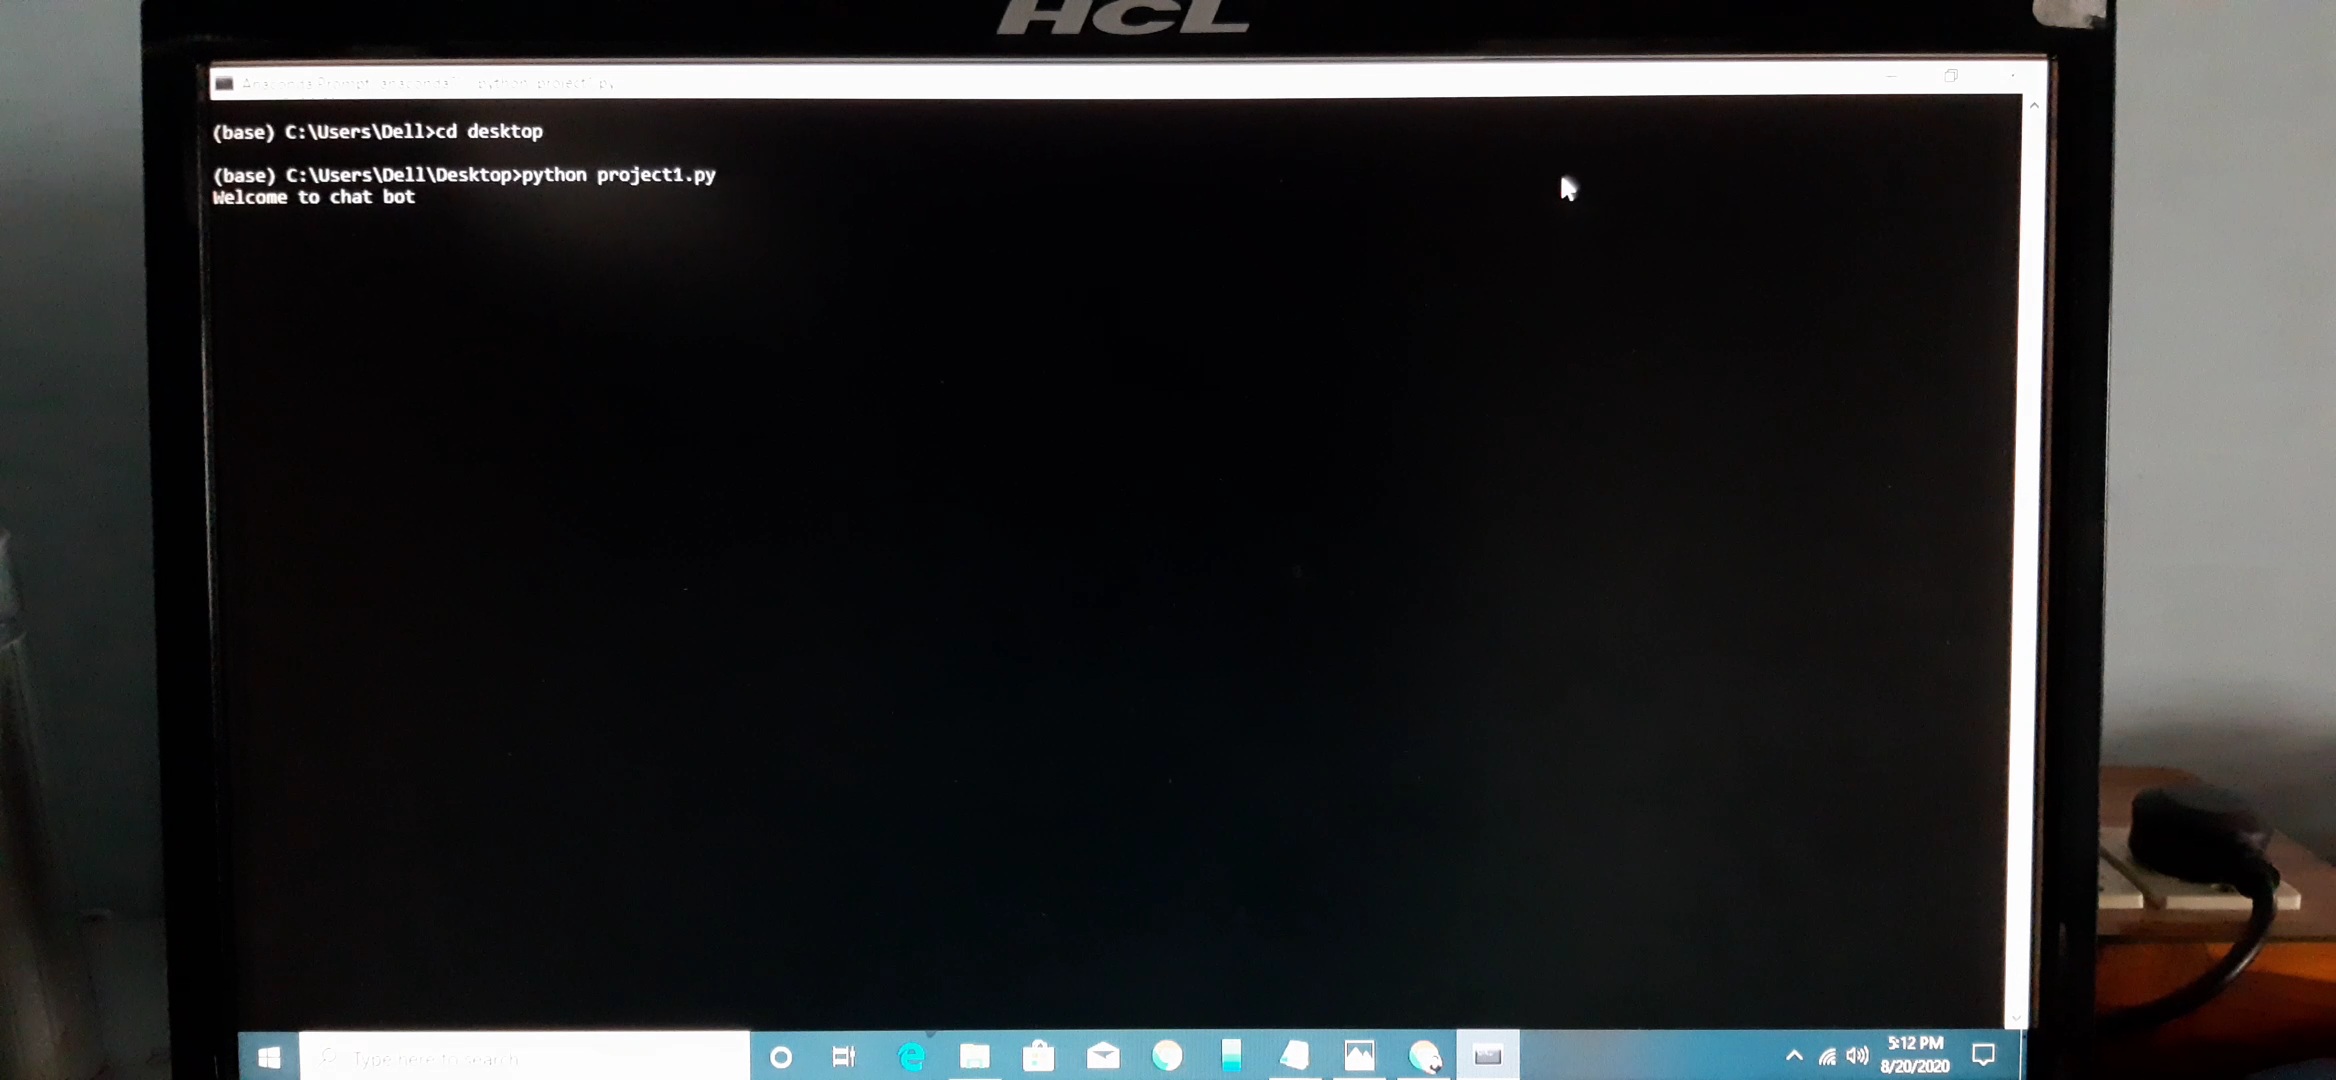 HCL
Anaconda Prompt (anaconda3) - python project1.py
(base) C:\Users\Dell>cd desktop
(base) C:\Users\Dell\Desktop>python project1.py
Welcome to chat bot
Type here to search
5:12 PM
8/20/2020